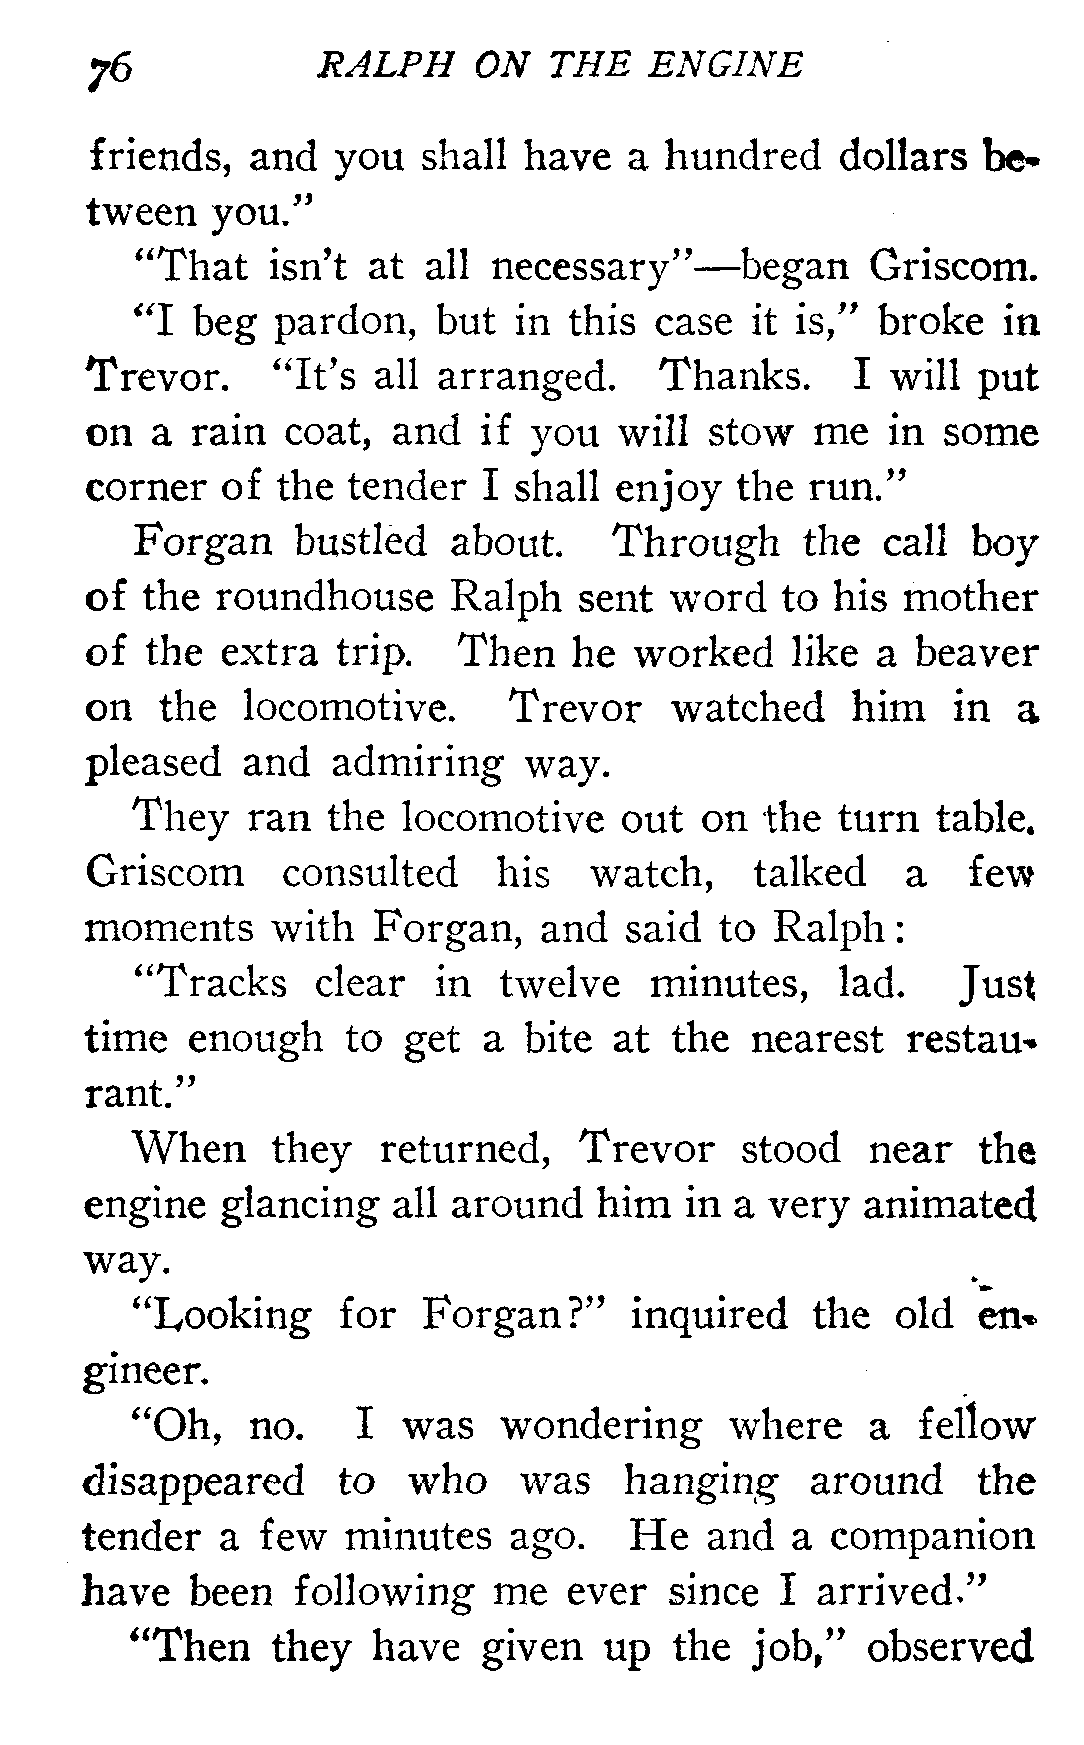 76 RALPH ON THE ENGINE
friends, and you shall have a hundred dollars be-
tween you."
"That isn't at all necessary"—began Griscom.
"I beg pardon, but in this case it is," broke in
Trevor. "It's all arranged. Thanks. I will put
on a rain coat, and if you will stow me in some
corner of the tender I shall enjoy the run."
Forgan bustled about. Through the call boy
of the roundhouse Ralph sent word to his mother
of the extra trip. Then he worked like a beaver
on the locomotive. Trevor watched him in a
pleased and admiring way.
They ran the locomotive out on the turn table.
Griscom consulted his watch, talked a few
moments with Forgan, and said to Ralph:
"Tracks clear in twelve minutes, lad. Just
time enough to get a bite at the nearest restau-
rant."
When they returned, Trevor stood near the
engine glancing all around him in a very animated
way.
"Looking for Forgan?" inquired the old en-
gineer.
"Oh, no. I was wondering where a fellow
disappeared to who was hanging around the
tender a few minutes ago. He and a companion
have been following me ever since I arrived."
"Then they have given up the job," observed